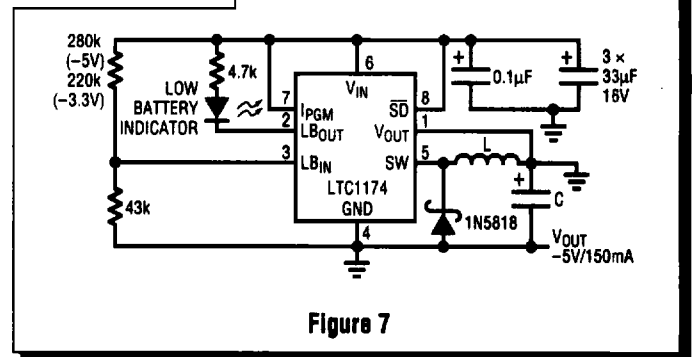 280k
(−5V)
220k
(−3.3V)
4.7k
LOW
BATTERY
INDICATOR
43k
6
VIN
7
IPGM
2
LBOUT
3
LBIN
SD
8
VOUT
1
SW
5
LTC1174
GND
4
L
+
0.1µF
+
3 ×
33µF
16V
+
C
1N5818
VOUT
−5V/150mA
Figure 7